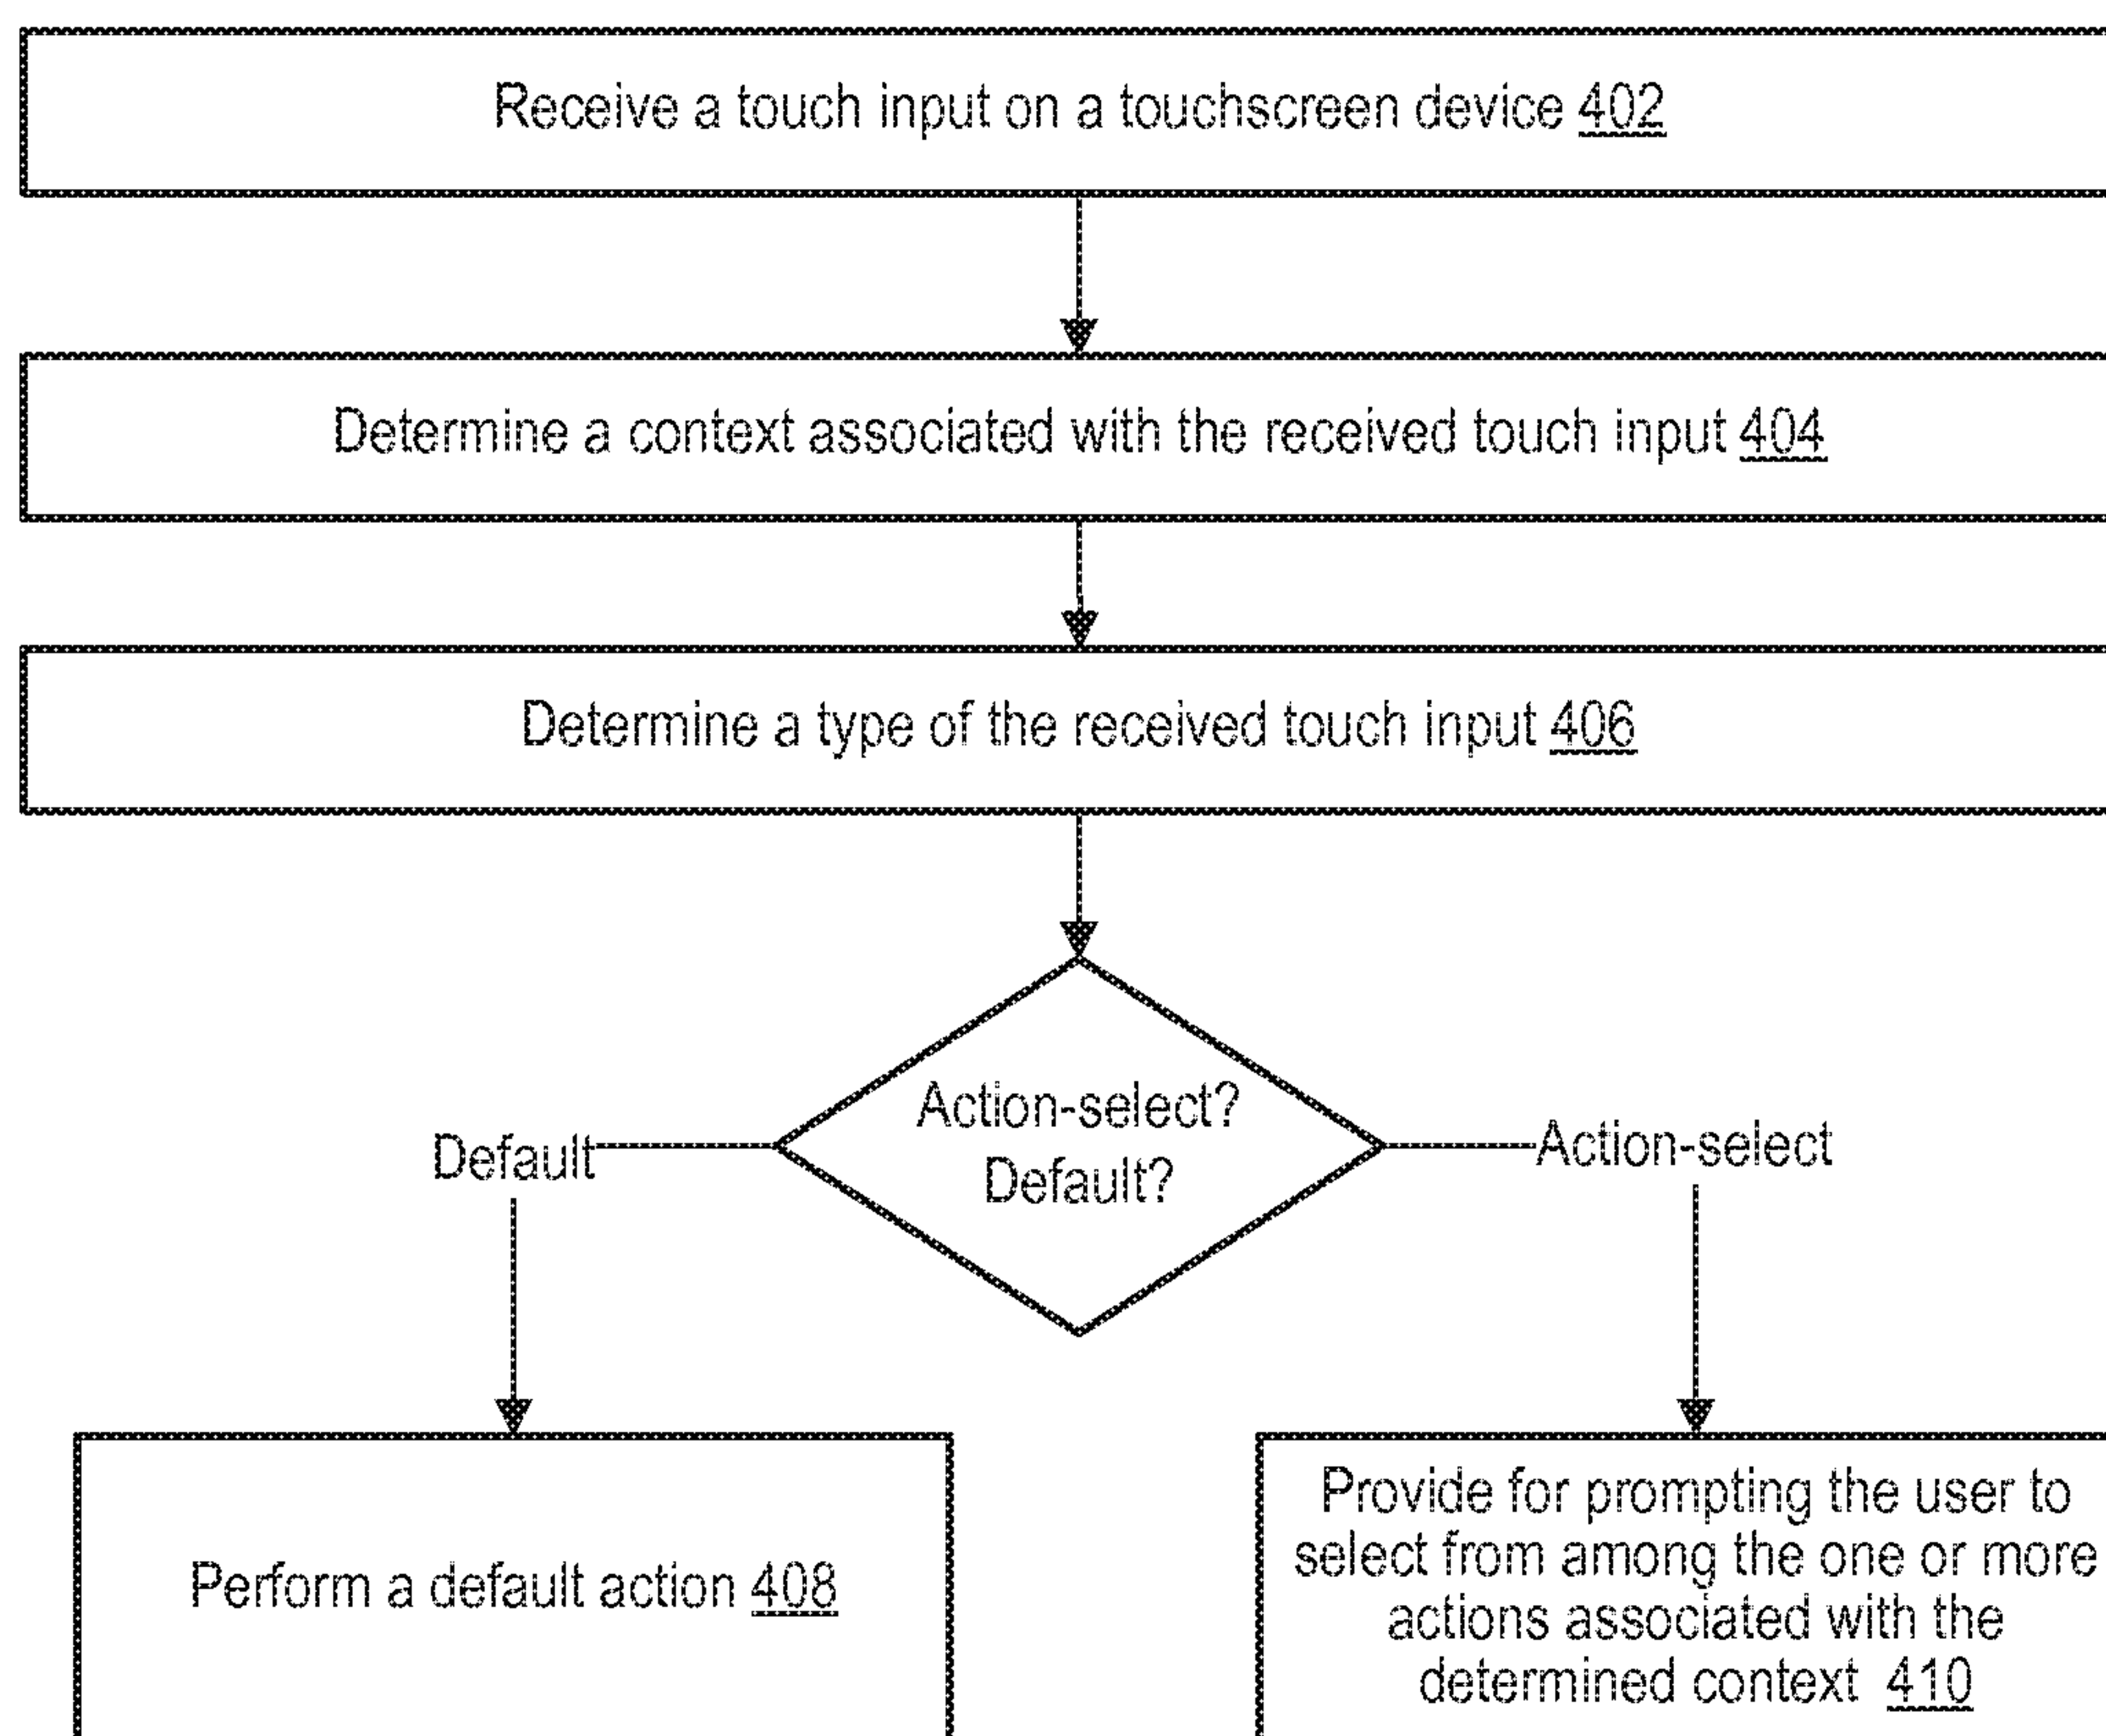 Receive a touch input on a touchscreen device 402
Determine a context associated with the received touch input 404
Determine a type of the received touch input 406
Action-select?
Default?
Default
Action-select
Perform a default action 408
Provide for prompting the user to
select from among the one or more
actions associated with the
determined context 410